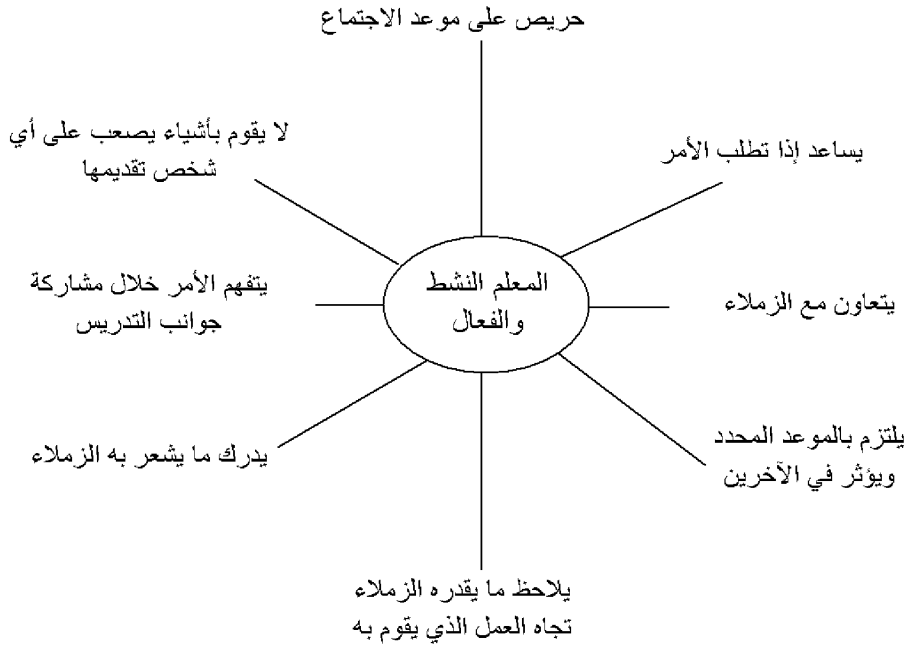 حريص على موعد الاجتماع
يساعد إذا تطلب الأمر
لا يقوم بأشياء يصعب على أي
شخص تقديمها
المعلم النشط
والفعال
يتعاون مع الزملاء
يتفهم الأمر خلال مشاركة
جوانب التدريس
يلتزم بالموعد المحدد
ويؤثر في الآخرين
يدرك ما يشعر به الزملاء
يلاحظ ما يقدره الزملاء
تجاه العمل الذي يقوم به